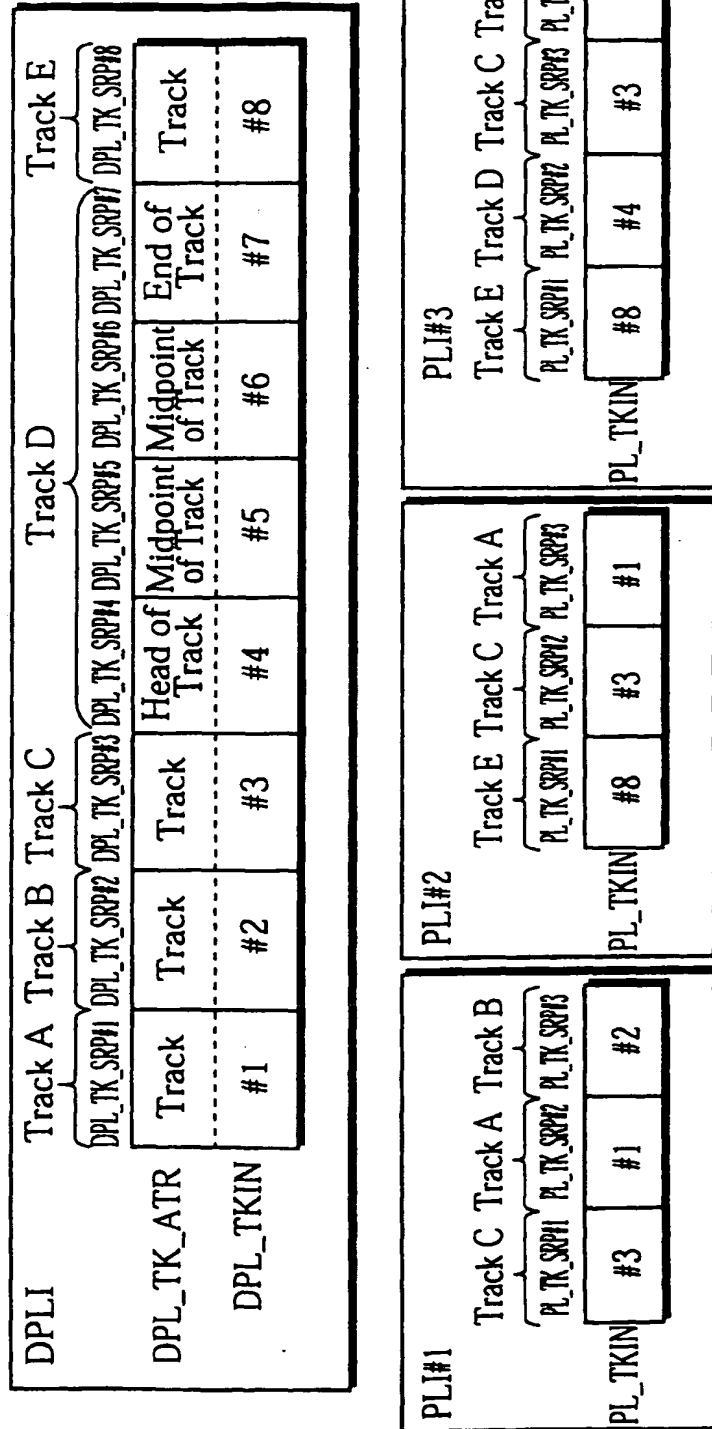 DPLI
Track A Track B Track C Track D Track E
DPL_TK_SRP#1 DPL_TK_SRP#2 DPL_TK_SRP#3 DPL_TK_SRP#4 DPL_TK_SRP#5 DPL_TK_SRP#6 DPL_TK_SRP#7 DPL_TK_SRP#8
DPL_TK_ATR Track Track Track Head of Track Midpoint of Track Midpoint of Track End of Track Track
DPL_TKIN #1 #2 #3 #4 #5 #6 #7 #8
PLI#1
Track C Track A Track B
PL_TK_SRP#1 PL_TK_SRP#2 PL_TK_SRP#3
PL_TKIN #3 #1 #2
PLI#2
Track E Track C Track A
PL_TK_SRP#1 PL_TK_SRP#2 PL_TK_SRP#3
PL_TKIN #8 #3 #1
PLI#3
Track E Track D Track C Tra
PL_TK_SRP#1 PL_TK_SRP#2 PL_TK_SRP#3
PL_TKIN #8 #4 #3